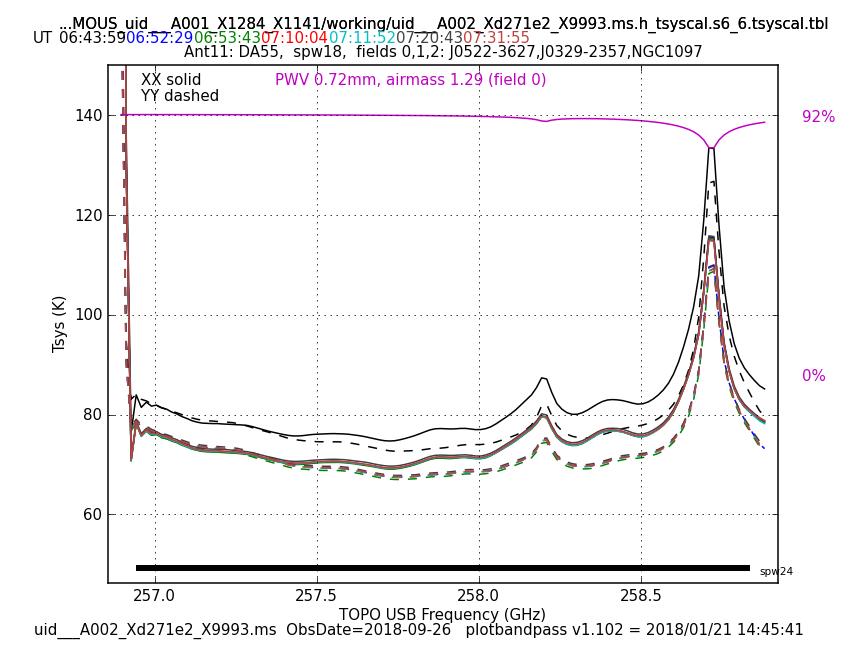 ...MOUS_uid___A001_X1284_X1141/working/uid___A002_Xd271e2_X9993.ms.h_tsyscal.s6_6.tsyscal.tbl
UT 06:43:59 06:52:29 06:53:43 07:10:04 07:11:52 07:20:43 07:31:55
Ant11: DA55,  spw18,  fields 0,1,2: J0522-3627,J0329-2357,NGC1097
XX solid
PWV 0.72mm, airmass 1.29 (field 0)
YY dashed
140
92%
120
100
Tsys (K)
0%
80
60
spw24
257.0 257.5 258.0 258.5
TOPO USB Frequency (GHz)
uid___A002_Xd271e2_X9993.ms  ObsDate=2018-09-26   plotbandpass v1.102 = 2018/01/21 14:45:41